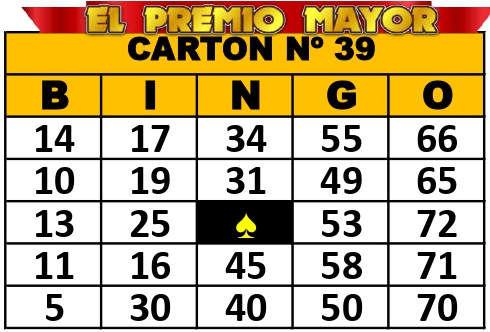 EL PREMIO MAYOR
CARTON Nº 39
B I N G O
14 17 34 55 66
10 19 31 49 65
13 25 ♠ 53 72
11 16 45 58 71
5 30 40 50 70